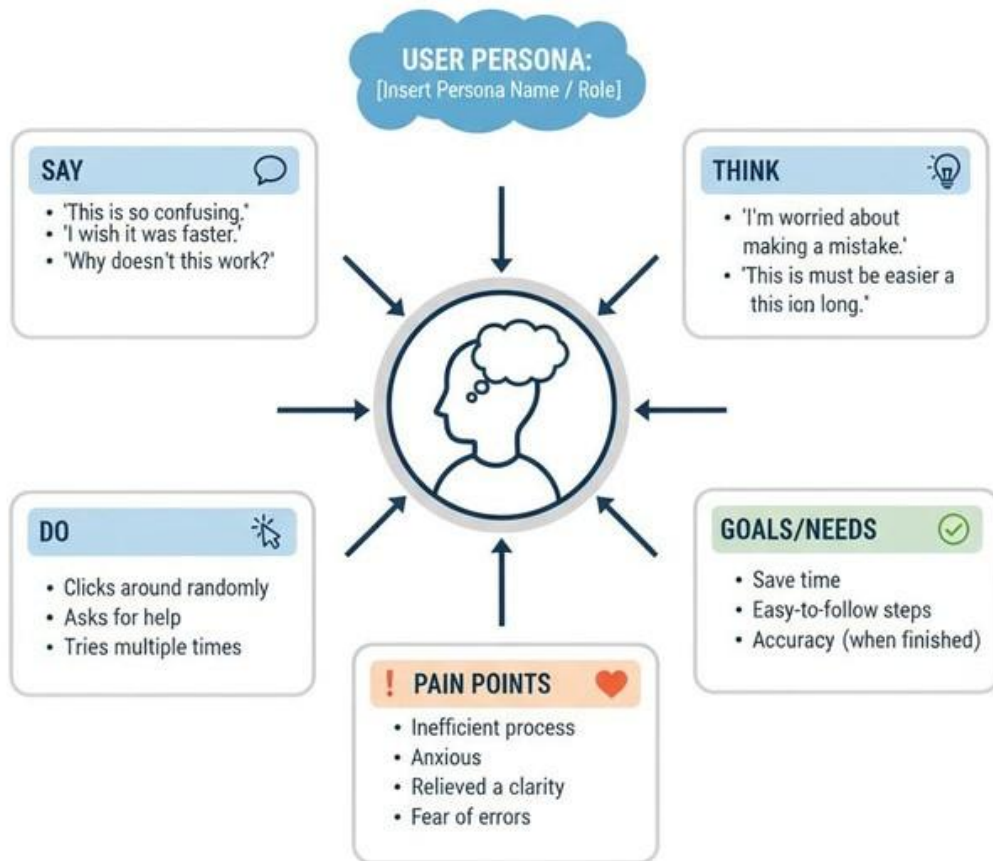 USER PERSONA:
[Insert Persona Name / Role]
SAY
• 'This is so confusing.'
• 'I wish it was faster.'
• 'Why doesn't this work?'
THINK
• 'I'm worried about
making a mistake.'
• 'This is must be easier a
this icn long.'
DO
• Clicks around randomly
• Asks for help
• Tries multiple times
GOALS/NEEDS
• Save time
• Easy-to-follow steps
• Accuracy (when finished)
! PAIN POINTS
• Inefficient process
• Anxious
• Relieved a clarity
• Fear of errors